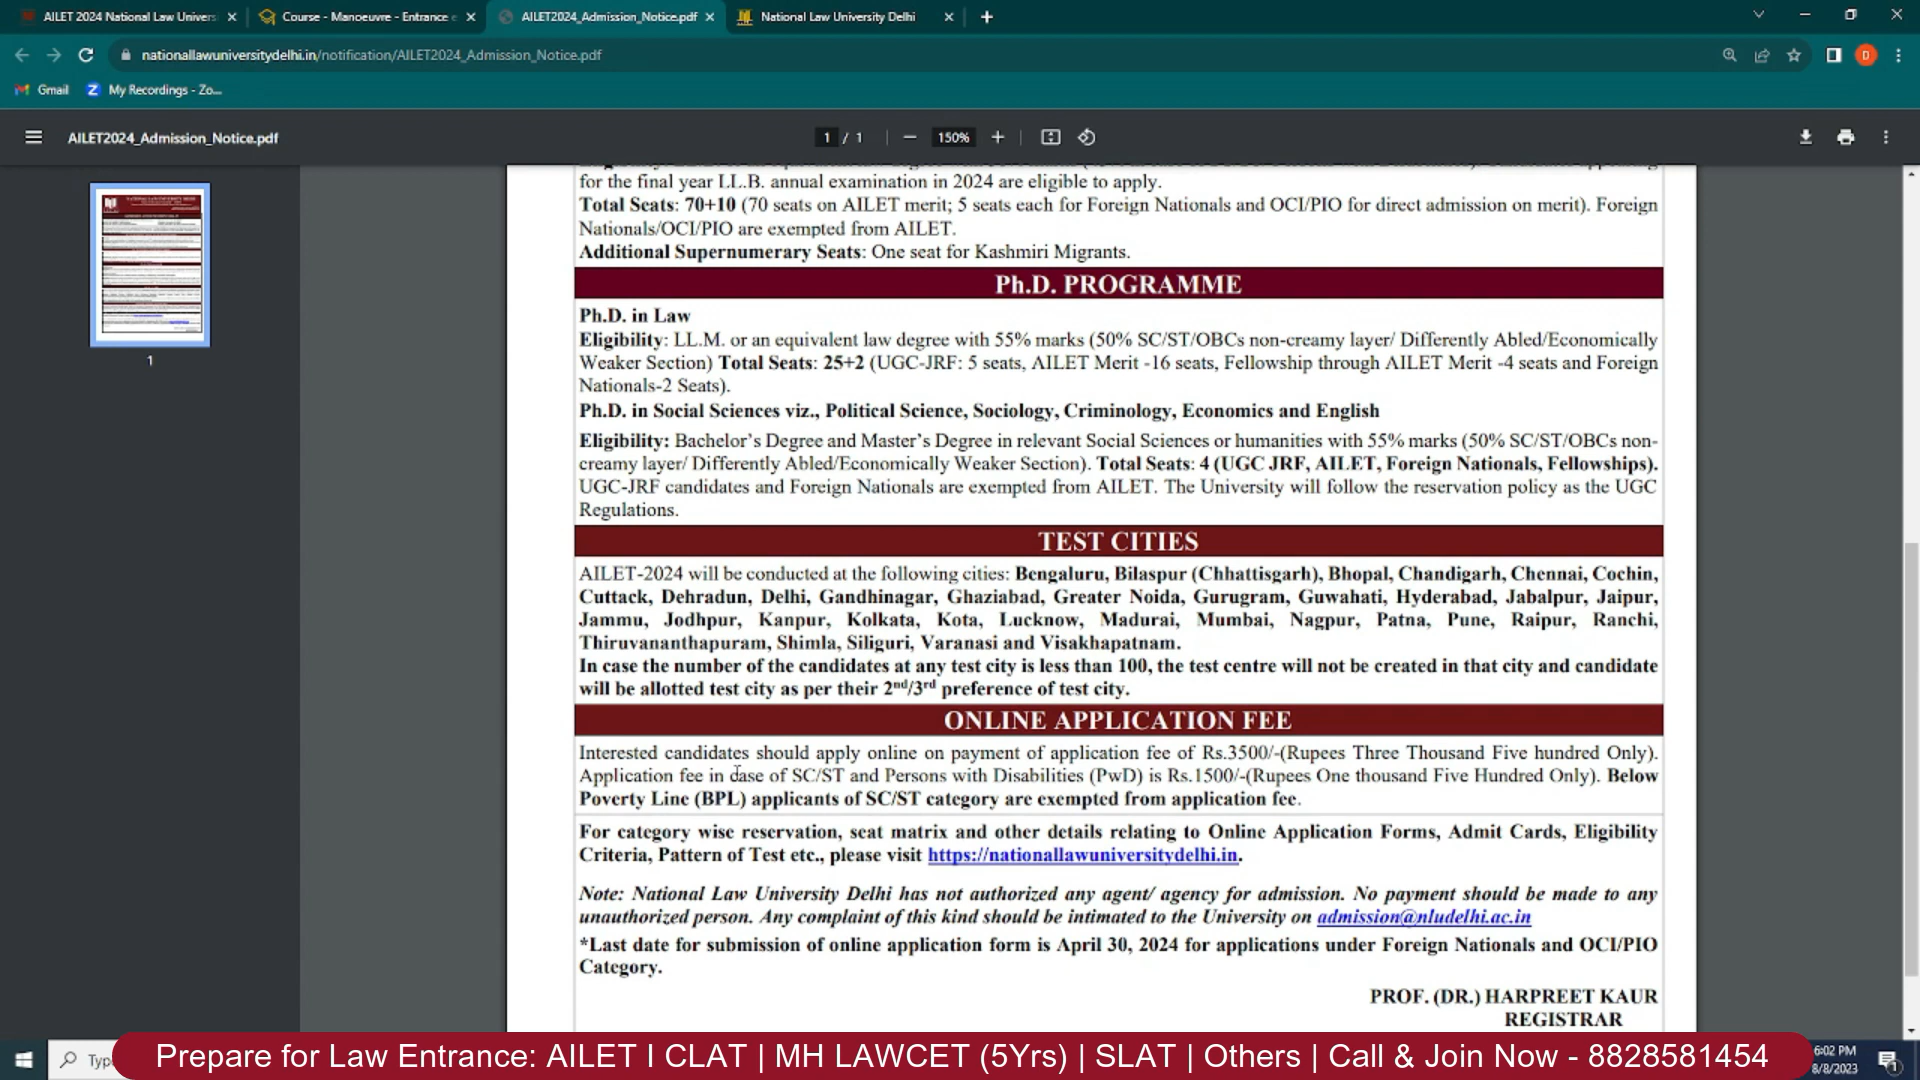 AILET 2024 National Law Univers
Course - Manoeuvre - Entrance e
AILET2024_Admission_Notice.pdf
National Law University Delhi
nationallawuniversitydelhi.in/notification/AILET2024_Admission_Notice.pdf
D
Gmail
My Recordings - Zo...
AILET2024_Admission_Notice.pdf
1 / 1
150%
1
for the final year LL.B. annual examination in 2024 are eligible to apply.
Total Seats: 70+10 (70 seats on AILET merit; 5 seats each for Foreign Nationals and OCI/PIO for direct admission on merit). Foreign
Nationals/OCI/PIO are exempted from AILET.
Additional Supernumerary Seats: One seat for Kashmiri Migrants.
Ph.D. PROGRAMME
Ph.D. in Law
Eligibility: LL.M. or an equivalent law degree with 55% marks (50% SC/ST/OBCs non-creamy layer/ Differently Abled/Economically
Weaker Section) Total Seats: 25+2 (UGC-JRF: 5 seats, AILET Merit -16 seats, Fellowship through AILET Merit -4 seats and Foreign
Nationals-2 Seats).
Ph.D. in Social Sciences viz., Political Science, Sociology, Criminology, Economics and English
Eligibility: Bachelor's Degree and Master's Degree in relevant Social Sciences or humanities with 55% marks (50% SC/ST/OBCs non-
creamy layer/ Differently Abled/Economically Weaker Section). Total Seats: 4 (UGC JRF, AILET, Foreign Nationals, Fellowships).
UGC-JRF candidates and Foreign Nationals are exempted from AILET. The University will follow the reservation policy as the UGC
Regulations.
TEST CITIES
AILET-2024 will be conducted at the following cities: Bengaluru, Bilaspur (Chhattisgarh), Bhopal, Chandigarh, Chennai, Cochin,
Cuttack, Dehradun, Delhi, Gandhinagar, Ghaziabad, Greater Noida, Gurugram, Guwahati, Hyderabad, Jabalpur, Jaipur,
Jammu, Jodhpur, Kanpur, Kolkata, Kota, Lucknow, Madurai, Mumbai, Nagpur, Patna, Pune, Raipur, Ranchi,
Thiruvananthapuram, Shimla, Siliguri, Varanasi and Visakhapatnam.
In case the number of the candidates at any test city is less than 100, the test centre will not be created in that city and candidate
will be allotted test city as per their 2nd/3rd preference of test city.
ONLINE APPLICATION FEE
Interested candidates should apply online on payment of application fee of Rs.3500/-(Rupees Three Thousand Five hundred Only).
Application fee in case of SC/ST and Persons with Disabilities (PwD) is Rs.1500/-(Rupees One thousand Five Hundred Only). Below
Poverty Line (BPL) applicants of SC/ST category are exempted from application fee.
For category wise reservation, seat matrix and other details relating to Online Application Forms, Admit Cards, Eligibility
Criteria, Pattern of Test etc., please visit https://nationallawuniversitydelhi.in.
Note: National Law University Delhi has not authorized any agent/ agency for admission. No payment should be made to any
unauthorized person. Any complaint of this kind should be intimated to the University on admission@nludelhi.ac.in
*Last date for submission of online application form is April 30, 2024 for applications under Foreign Nationals and OCI/PIO
Category.
PROF. (DR.) HARPREET KAUR
REGISTRAR
Prepare for Law Entrance: AILET I CLAT | MH LAWCET (5Yrs) | SLAT | Others | Call & Join Now - 8828581454
6:02 PM
8/8/2023